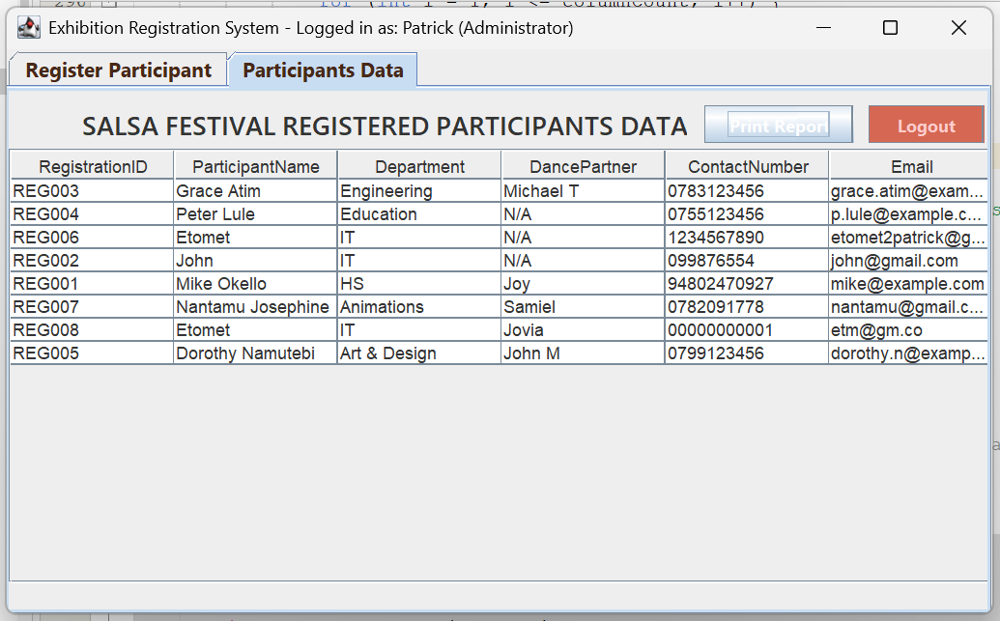 Exhibition Registration System - Logged in as: Patrick (Administrator)
Register Participant Participants Data
SALSA FESTIVAL REGISTERED PARTICIPANTS DATA Print Report Logout
RegistrationID ParticipantName Department DancePartner ContactNumber Email
REG003 Grace Atim Engineering Michael T 0783123456 grace.atim@exam...
REG004 Peter Lule Education N/A 0755123456 p.lule@example.c...
REG006 Etomet IT N/A 1234567890 etomet2patrick@g...
REG002 John IT N/A 099876554 john@gmail.com
REG001 Mike Okello HS Joy 94802470927 mike@example.com
REG007 Nantamu Josephine Animations Samiel 0782091778 nantamu@gmail.c...
REG008 Etomet IT Jovia 00000000001 etm@gm.co
REG005 Dorothy Namutebi Art & Design John M 0799123456 dorothy.n@examp...